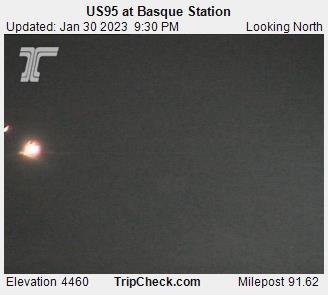 US95 at Basque Station
Updated: Jan 30 2023 9:30 PM Looking North
Elevation 4460 TripCheck.com Milepost 91.62